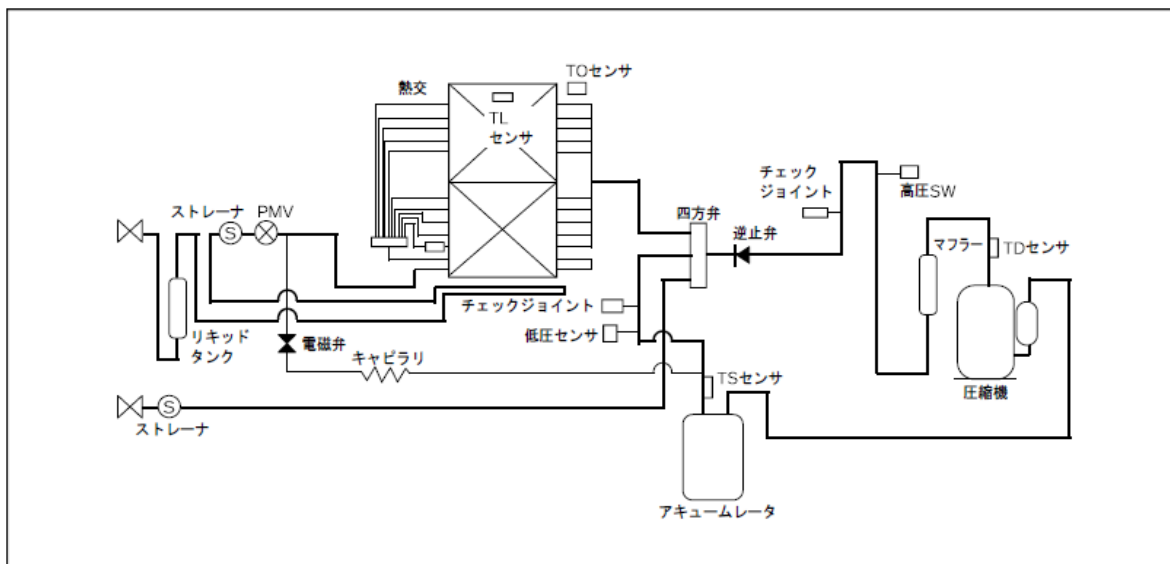 TOセンサ
熱交
TL
センサ
チェック
ジョイント
高圧SW
ストレーナ
PMV
四方弁
逆止弁
マフラー
TDセンサ
S
チェックジョイント
リキッド
タンク
電磁弁
低圧センサ
キャピラリ
TSセンサ
圧縮機
S
ストレーナ
アキュームレータ